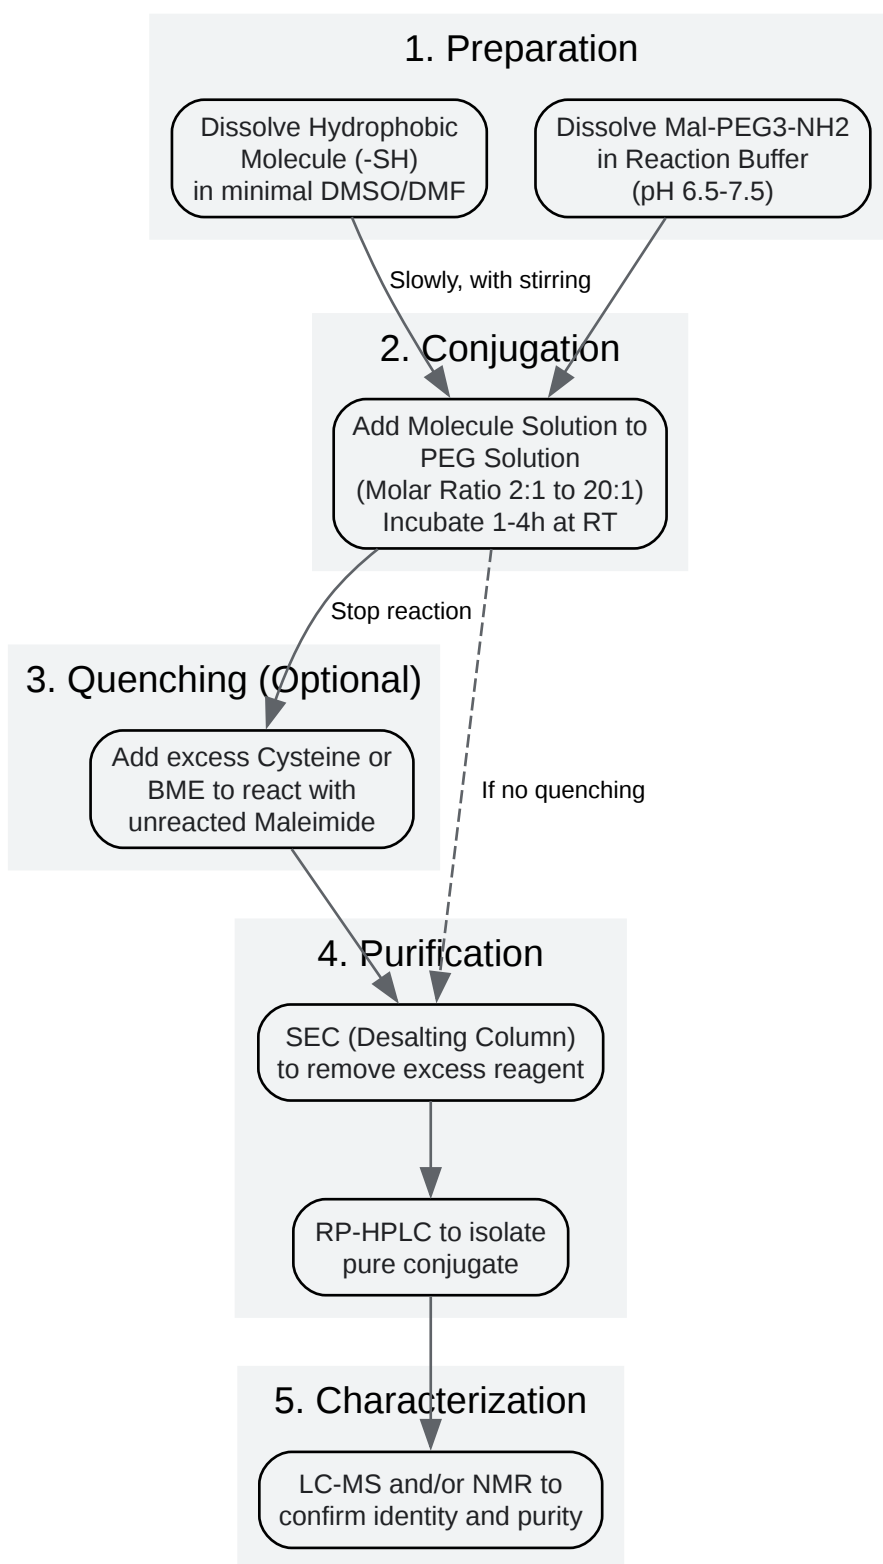 1. Preparation
Dissolve Hydrophobic
Molecule (-SH)
in minimal DMSO/DMF
Dissolve Mal-PEG3-NH2
in Reaction Buffer
(pH 6.5-7.5)
Slowly, with stirring
2. Conjugation
Add Molecule Solution to
PEG Solution
(Molar Ratio 2:1 to 20:1)
Incubate 1-4h at RT
Stop reaction
3. Quenching (Optional)
Add excess Cysteine or
BME to react with
unreacted Maleimide
If no quenching
4. Purification
SEC (Desalting Column)
to remove excess reagent
RP-HPLC to isolate
pure conjugate
5. Characterization
LC-MS and/or NMR to
confirm identity and purity